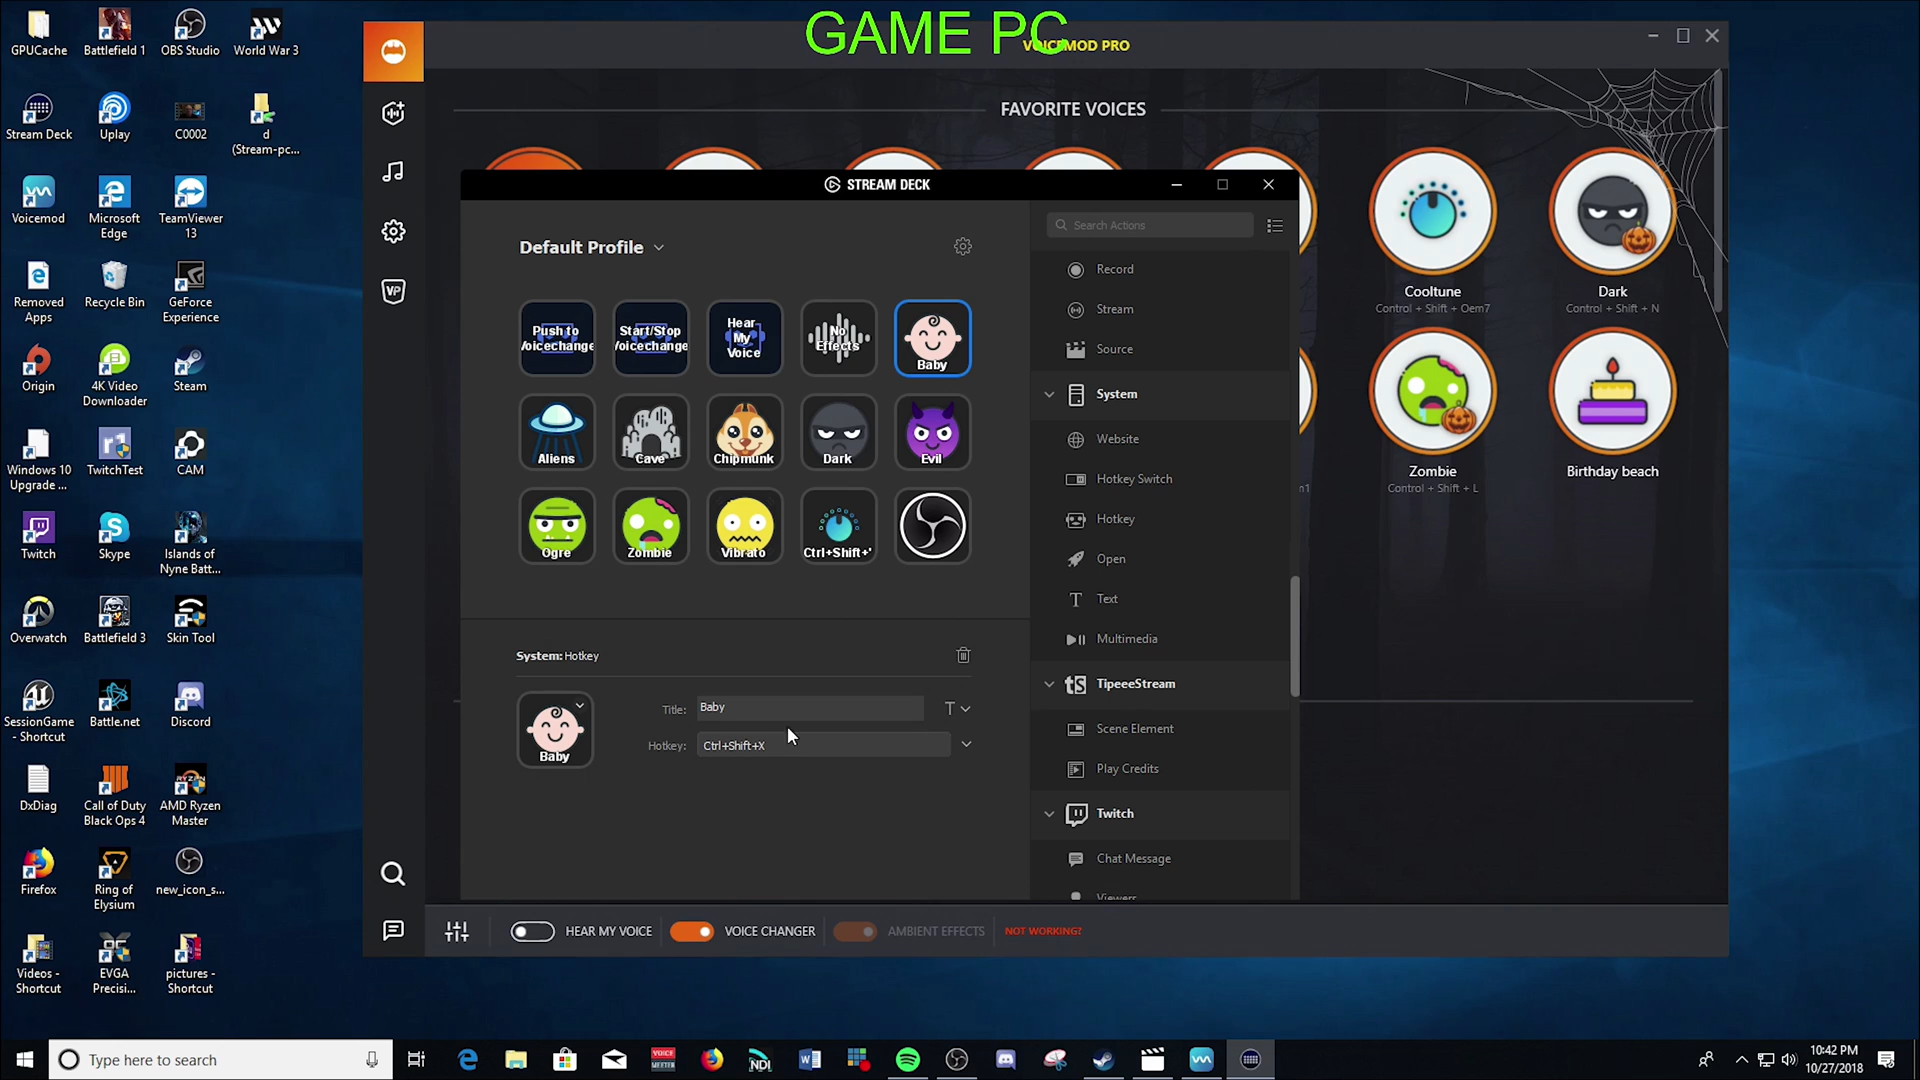 GAME PC
VOICEMOD PRO
FAVORITE VOICES
GPUCache
Battlefield 1
OBS Studio
World War 3
Stream Deck
Uplay
C0002
d
(Stream-pc...
Voicemod
Microsoft
Edge
TeamViewer
13
Removed
Apps
Recycle Bin
GeForce
Experience
Origin
4K Video
Downloader
Steam
Windows 10
Upgrade ...
TwitchTest
CAM
Twitch
Skype
Islands of
Nyne Batt...
Overwatch
Battlefield 3
Skin Tool
SessionGame
- Shortcut
Battle.net
Discord
DxDiag
Call of Duty
Black Ops 4
AMD Ryzen
Master
Firefox
Ring of
Elysium
new_icon_s...
Videos -
Shortcut
EVGA
Precisi...
pictures -
Shortcut
VP
STREAM DECK
Default Profile
Search Actions
Push to
Voicechange
Start/Stop
Voicechange
Hear
My
Voice
No
Effects
Baby
Aliens
Cave
Chipmunk
Dark
Evil
Ogre
Zombie
Vibrato
Ctrl+Shift+'
System: Hotkey
Title: Baby
Hotkey: Ctrl+Shift+X
Baby
Record
Stream
Source
System
Website
Hotkey Switch
Hotkey
Open
Text
Multimedia
TipeeeStream
Scene Element
Play Credits
Twitch
Chat Message
Viewers
Cooltune
Control + Shift + Oem7
Dark
Control + Shift + N
m1
Zombie
Control + Shift + L
Birthday beach
HEAR MY VOICE
VOICE CHANGER
AMBIENT EFFECTS
NOT WORKING?
Type here to search
VOICE
MEETER
NDI
10:42 PM
10/27/2018